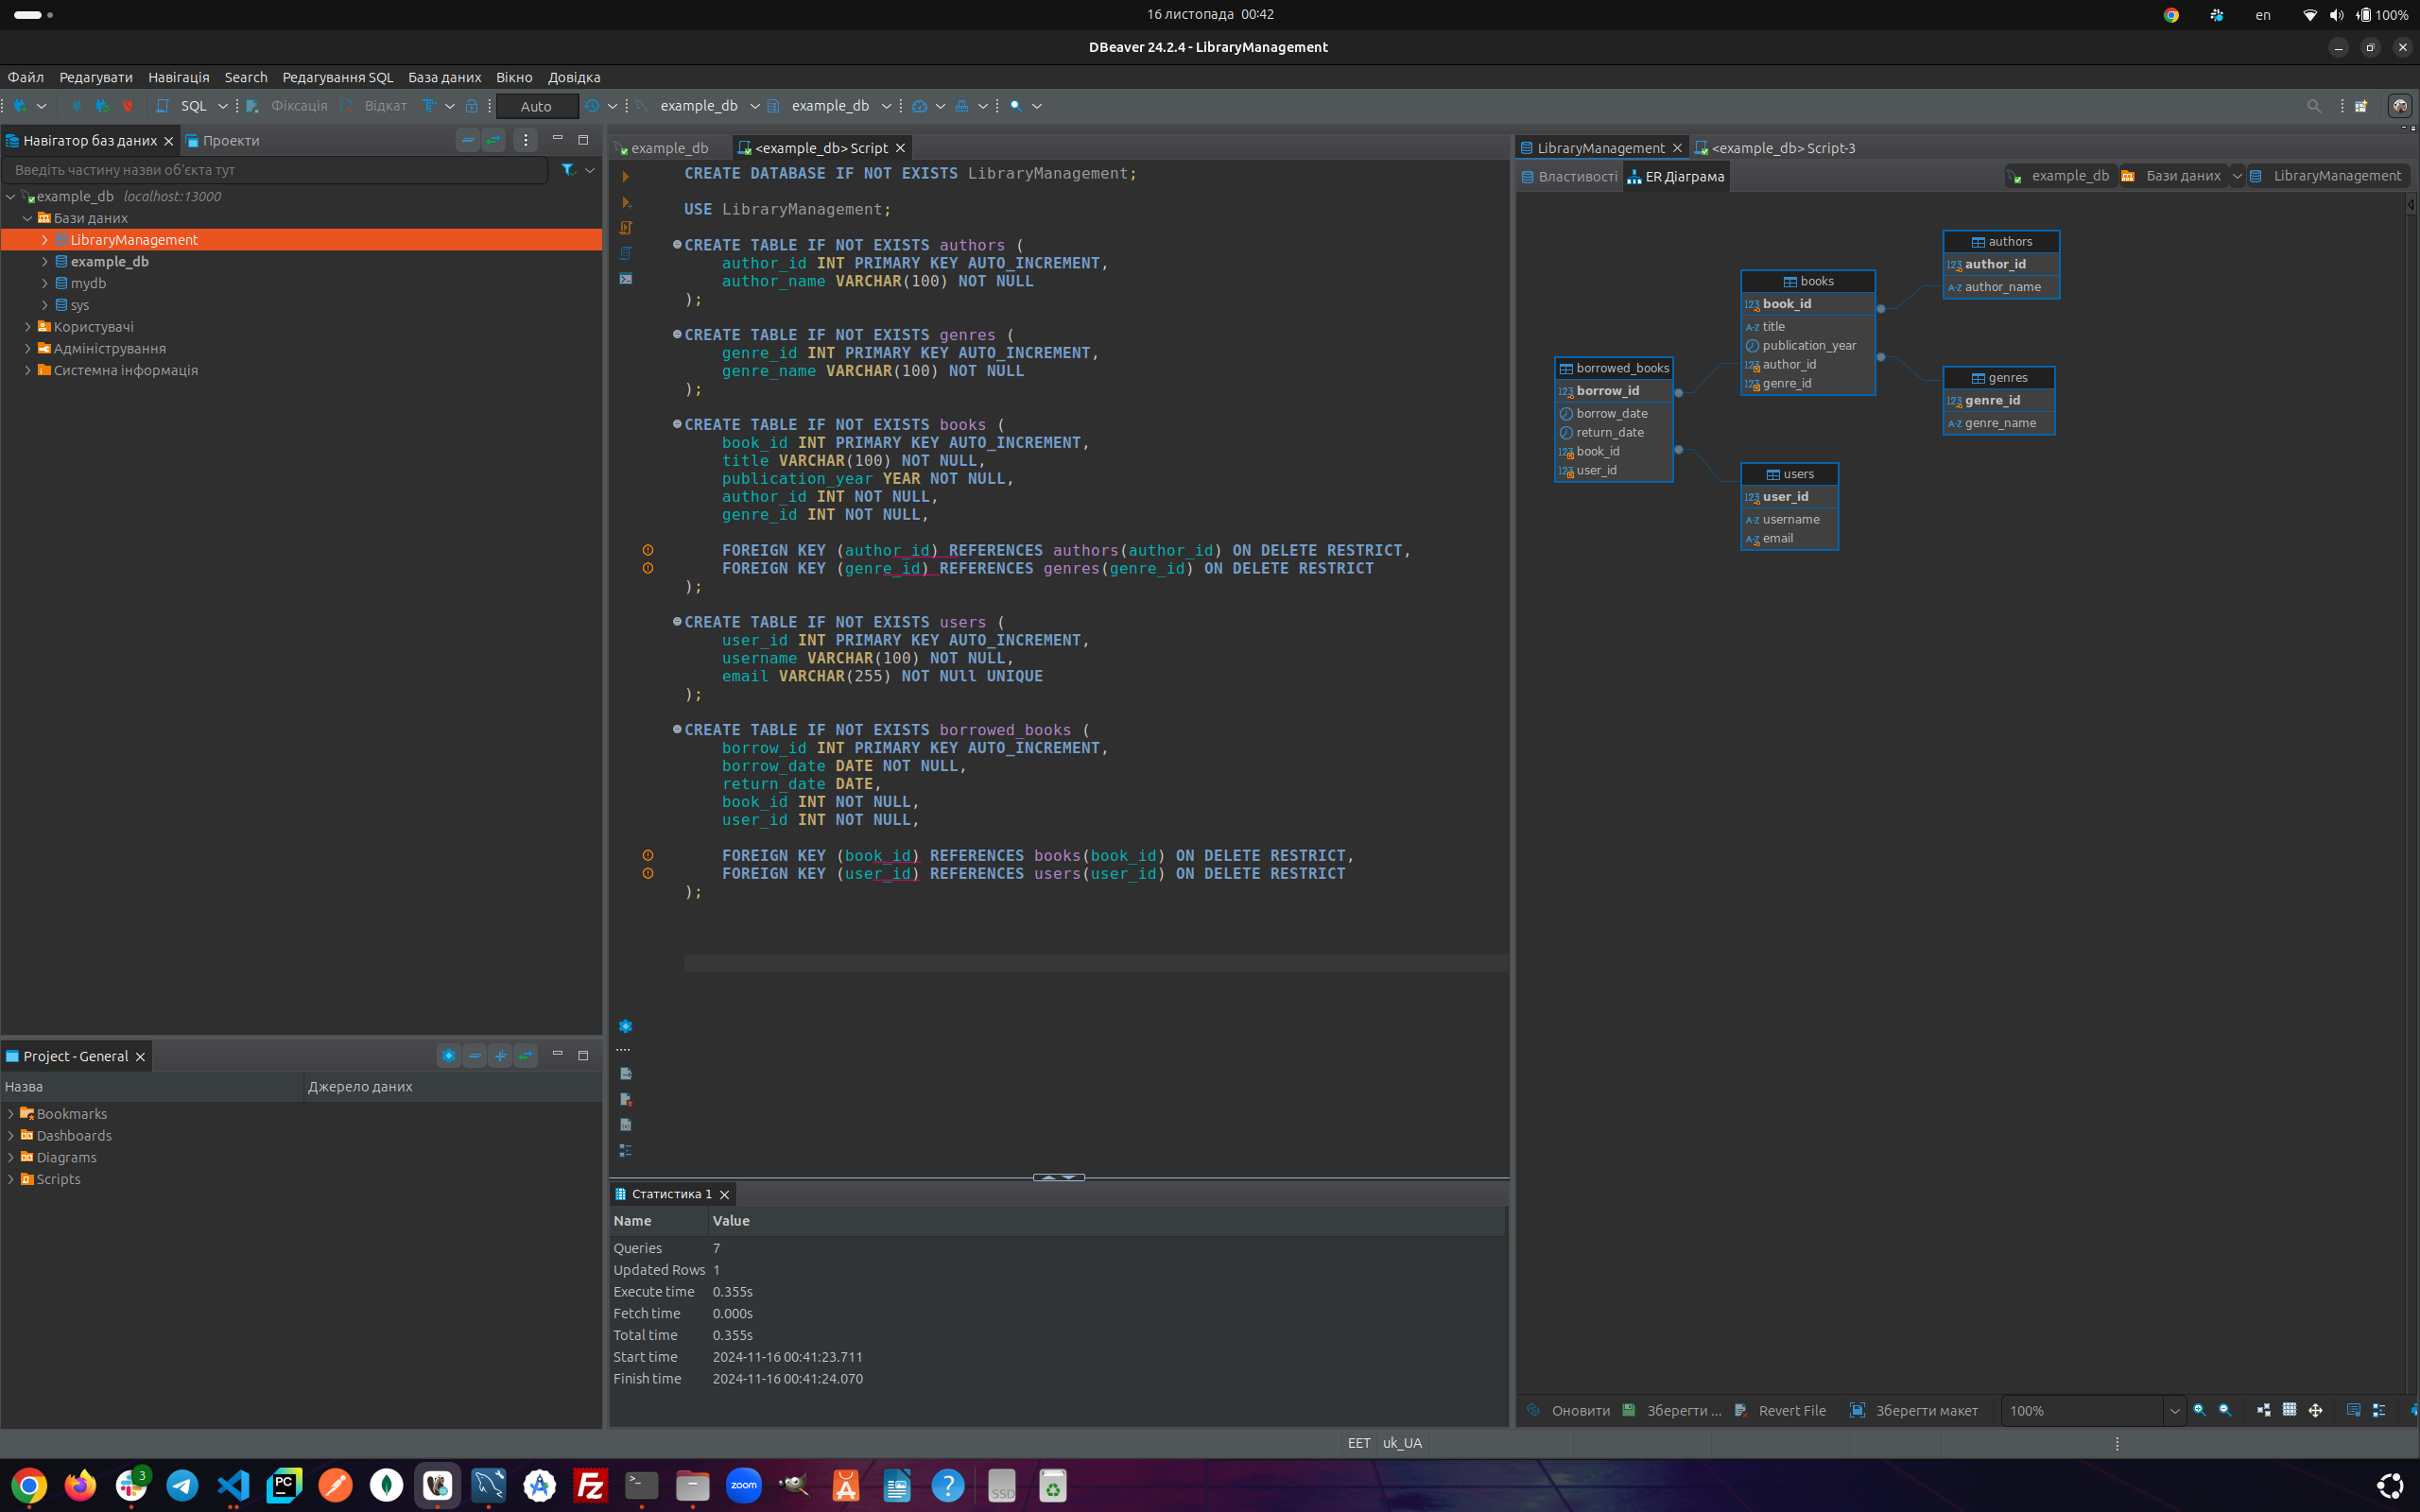 16 листопада 00:42
en
100%
DBeaver 24.2.4 - LibraryManagement
Файл Редагувати Навігація Search Редагування SQL База даних Вікно Довідка
SQL Фіксація Відкат Auto example_db example_db
Навігатор баз даних Проекти
Введіть частину назви об'єкта тут
example_db localhost:13000
Бази даних
LibraryManagement
example_db
mydb
sys
Користувачі
Адміністрування
Системна інформація
Project - General
Назва Джерело даних
Bookmarks
Dashboards
Diagrams
Scripts
example_db <example_db> Script
CREATE DATABASE IF NOT EXISTS LibraryManagement;
USE LibraryManagement;
CREATE TABLE IF NOT EXISTS authors (
author_id INT PRIMARY KEY AUTO_INCREMENT,
author_name VARCHAR(100) NOT NULL
);
CREATE TABLE IF NOT EXISTS genres (
genre_id INT PRIMARY KEY AUTO_INCREMENT,
genre_name VARCHAR(100) NOT NULL
);
CREATE TABLE IF NOT EXISTS books (
book_id INT PRIMARY KEY AUTO_INCREMENT,
title VARCHAR(100) NOT NULL,
publication_year YEAR NOT NULL,
author_id INT NOT NULL,
genre_id INT NOT NULL,
FOREIGN KEY (author_id) REFERENCES authors(author_id) ON DELETE RESTRICT,
FOREIGN KEY (genre_id) REFERENCES genres(genre_id) ON DELETE RESTRICT
);
CREATE TABLE IF NOT EXISTS users (
user_id INT PRIMARY KEY AUTO_INCREMENT,
username VARCHAR(100) NOT NULL,
email VARCHAR(255) NOT NUll UNIQUE
);
CREATE TABLE IF NOT EXISTS borrowed_books (
borrow_id INT PRIMARY KEY AUTO_INCREMENT,
borrow_date DATE NOT NULL,
return_date DATE,
book_id INT NOT NULL,
user_id INT NOT NULL,
FOREIGN KEY (book_id) REFERENCES books(book_id) ON DELETE RESTRICT,
FOREIGN KEY (user_id) REFERENCES users(user_id) ON DELETE RESTRICT
);
Статистика 1
Name Value
Queries 7
Updated Rows 1
Execute time 0.355s
Fetch time 0.000s
Total time 0.355s
Start time 2024-11-16 00:41:23.711
Finish time 2024-11-16 00:41:24.070
LibraryManagement <example_db> Script-3
Властивості ER Діаграма example_db Бази даних LibraryManagement
authors
123 author_id
A-Z author_name
books
123 book_id
A-Z title
publication_year
123 author_id
123 genre_id
borrowed_books
123 borrow_id
borrow_date
return_date
123 book_id
123 user_id
genres
123 genre_id
A-Z genre_name
users
123 user_id
A-Z username
A-Z email
Оновити Зберегти ... Revert File Зберегти макет 100%
EET uk_UA
3
PC
Fz
zoom
SSD